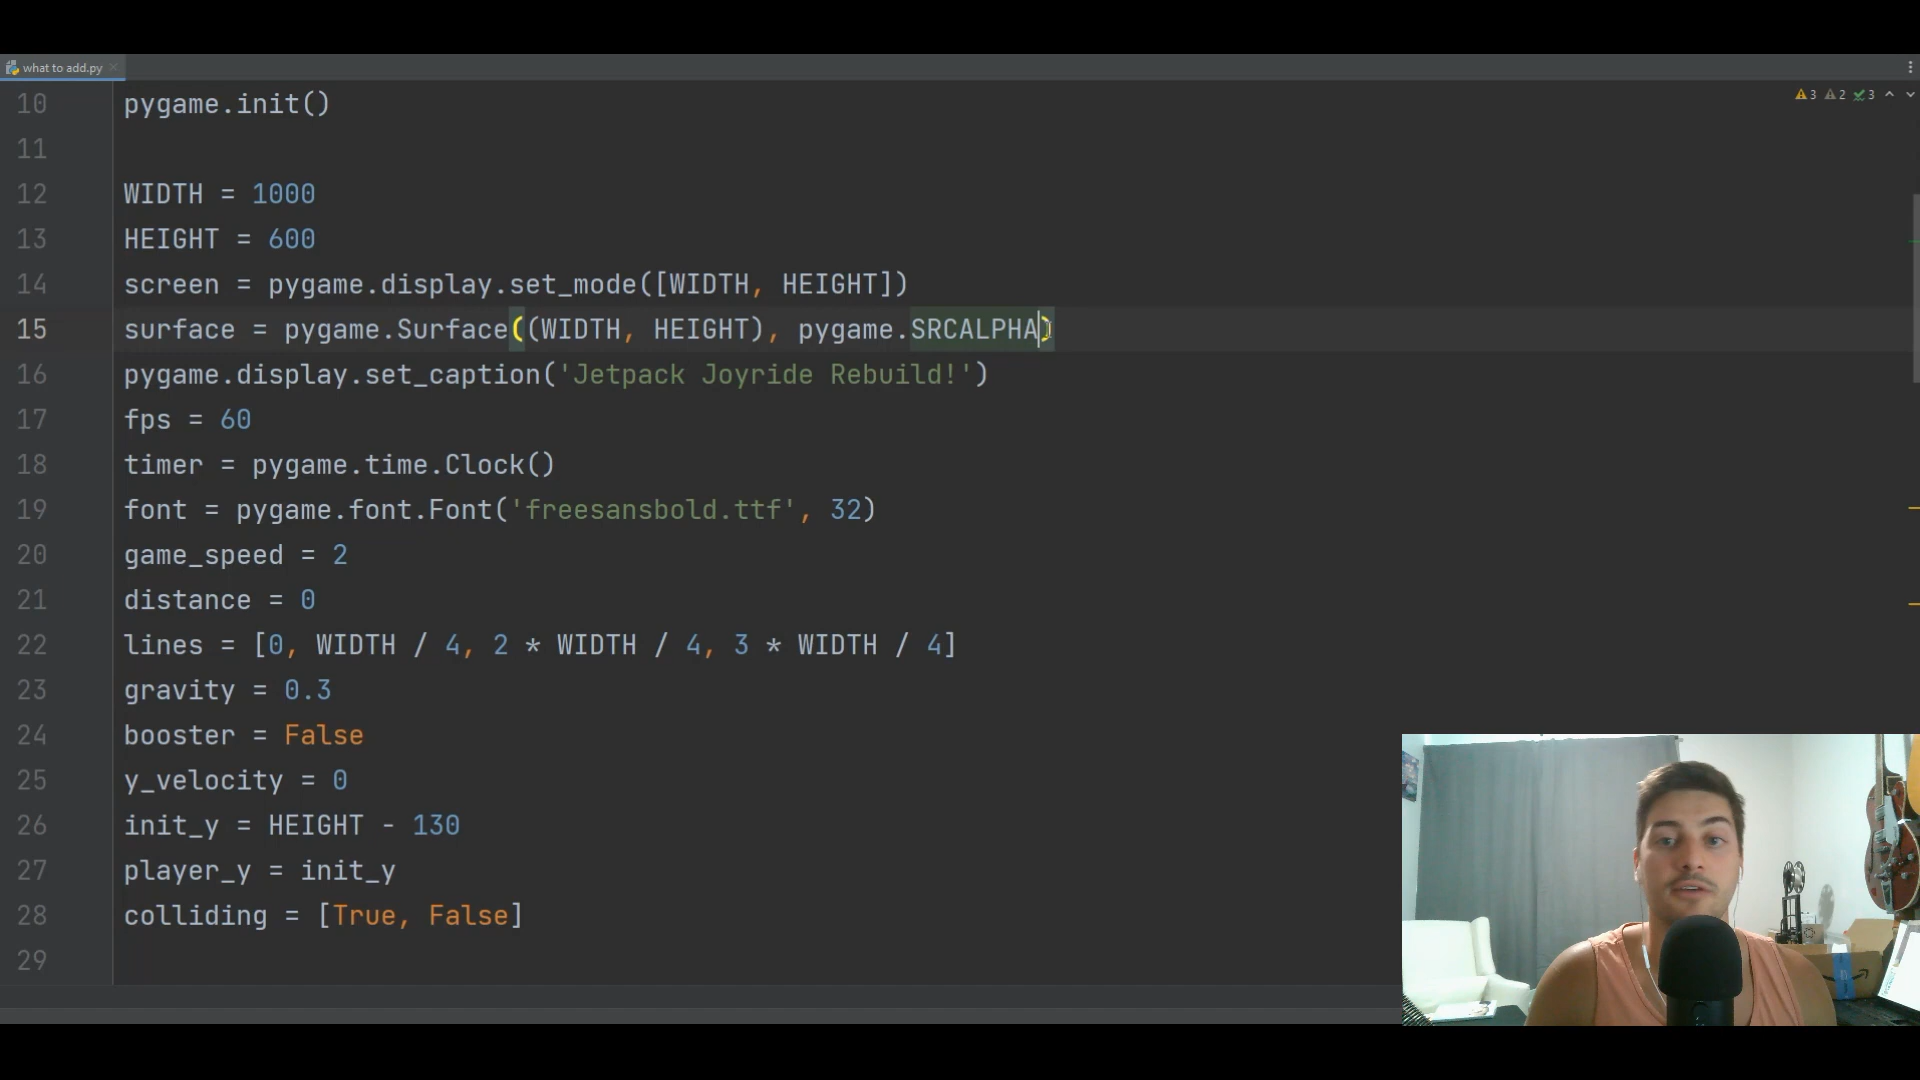 what to add.py
3 2 3
10 pygame.init()
11
12 WIDTH = 1000
13 HEIGHT = 600
14 screen = pygame.display.set_mode([WIDTH, HEIGHT])
15 surface = pygame.Surface((WIDTH, HEIGHT), pygame.SRCALPHA)
16 pygame.display.set_caption('Jetpack Joyride Rebuild!')
17 fps = 60
18 timer = pygame.time.Clock()
19 font = pygame.font.Font('freesansbold.ttf', 32)
20 game_speed = 2
21 distance = 0
22 lines = [0, WIDTH / 4, 2 * WIDTH / 4, 3 * WIDTH / 4]
23 gravity = 0.3
24 booster = False
25 y_velocity = 0
26 init_y = HEIGHT - 130
27 player_y = init_y
28 colliding = [True, False]
29